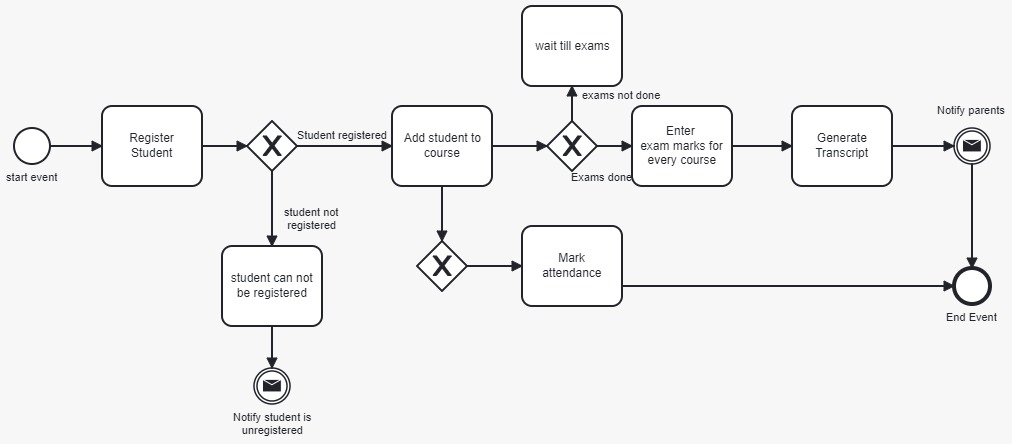 wait till exams
exams not done
Notify parents
Register
Student
Student registered
Add student to
course
Enter
exam marks for
every course
Generate
Transcript
start event
Exams done
student not
registered
student can not
be registered
Mark
attendance
End Event
Notify student is
unregistered